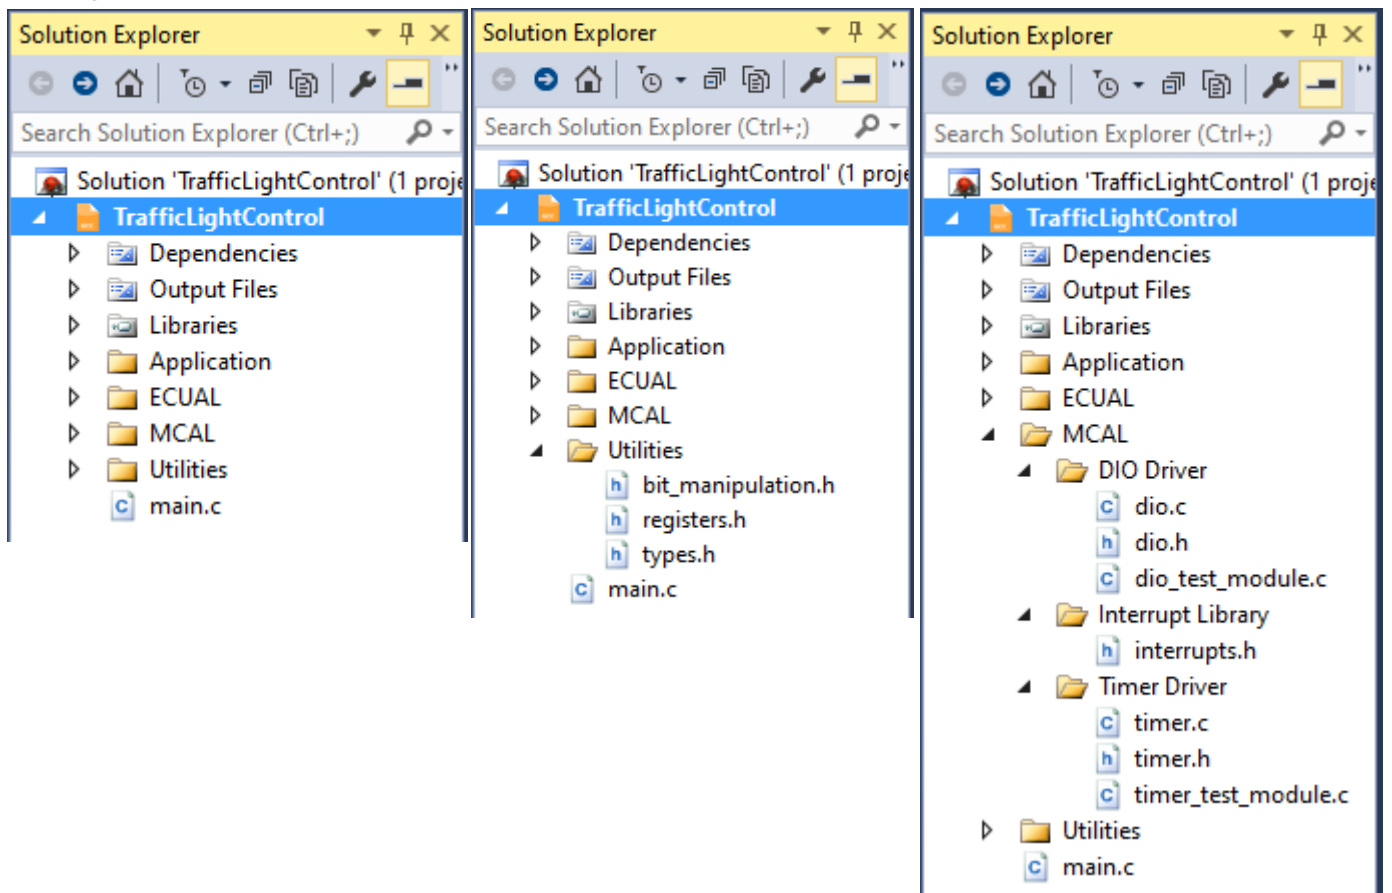 Solution Explorer
Search Solution Explorer (Ctrl+;)
Solution 'TrafficLightControl' (1 proje
TrafficLightControl
Dependencies
Output Files
Libraries
Application
ECUAL
MCAL
Utilities
main.c
Solution Explorer
Search Solution Explorer (Ctrl+;)
Solution 'TrafficLightControl' (1 proje
TrafficLightControl
Dependencies
Output Files
Libraries
Application
ECUAL
MCAL
Utilities
bit_manipulation.h
registers.h
types.h
main.c
Solution Explorer
Search Solution Explorer (Ctrl+;)
Solution 'TrafficLightControl' (1 proje
TrafficLightControl
Dependencies
Output Files
Libraries
Application
ECUAL
MCAL
DIO Driver
dio.c
dio.h
dio_test_module.c
Interrupt Library
interrupts.h
Timer Driver
timer.c
timer.h
timer_test_module.c
Utilities
main.c